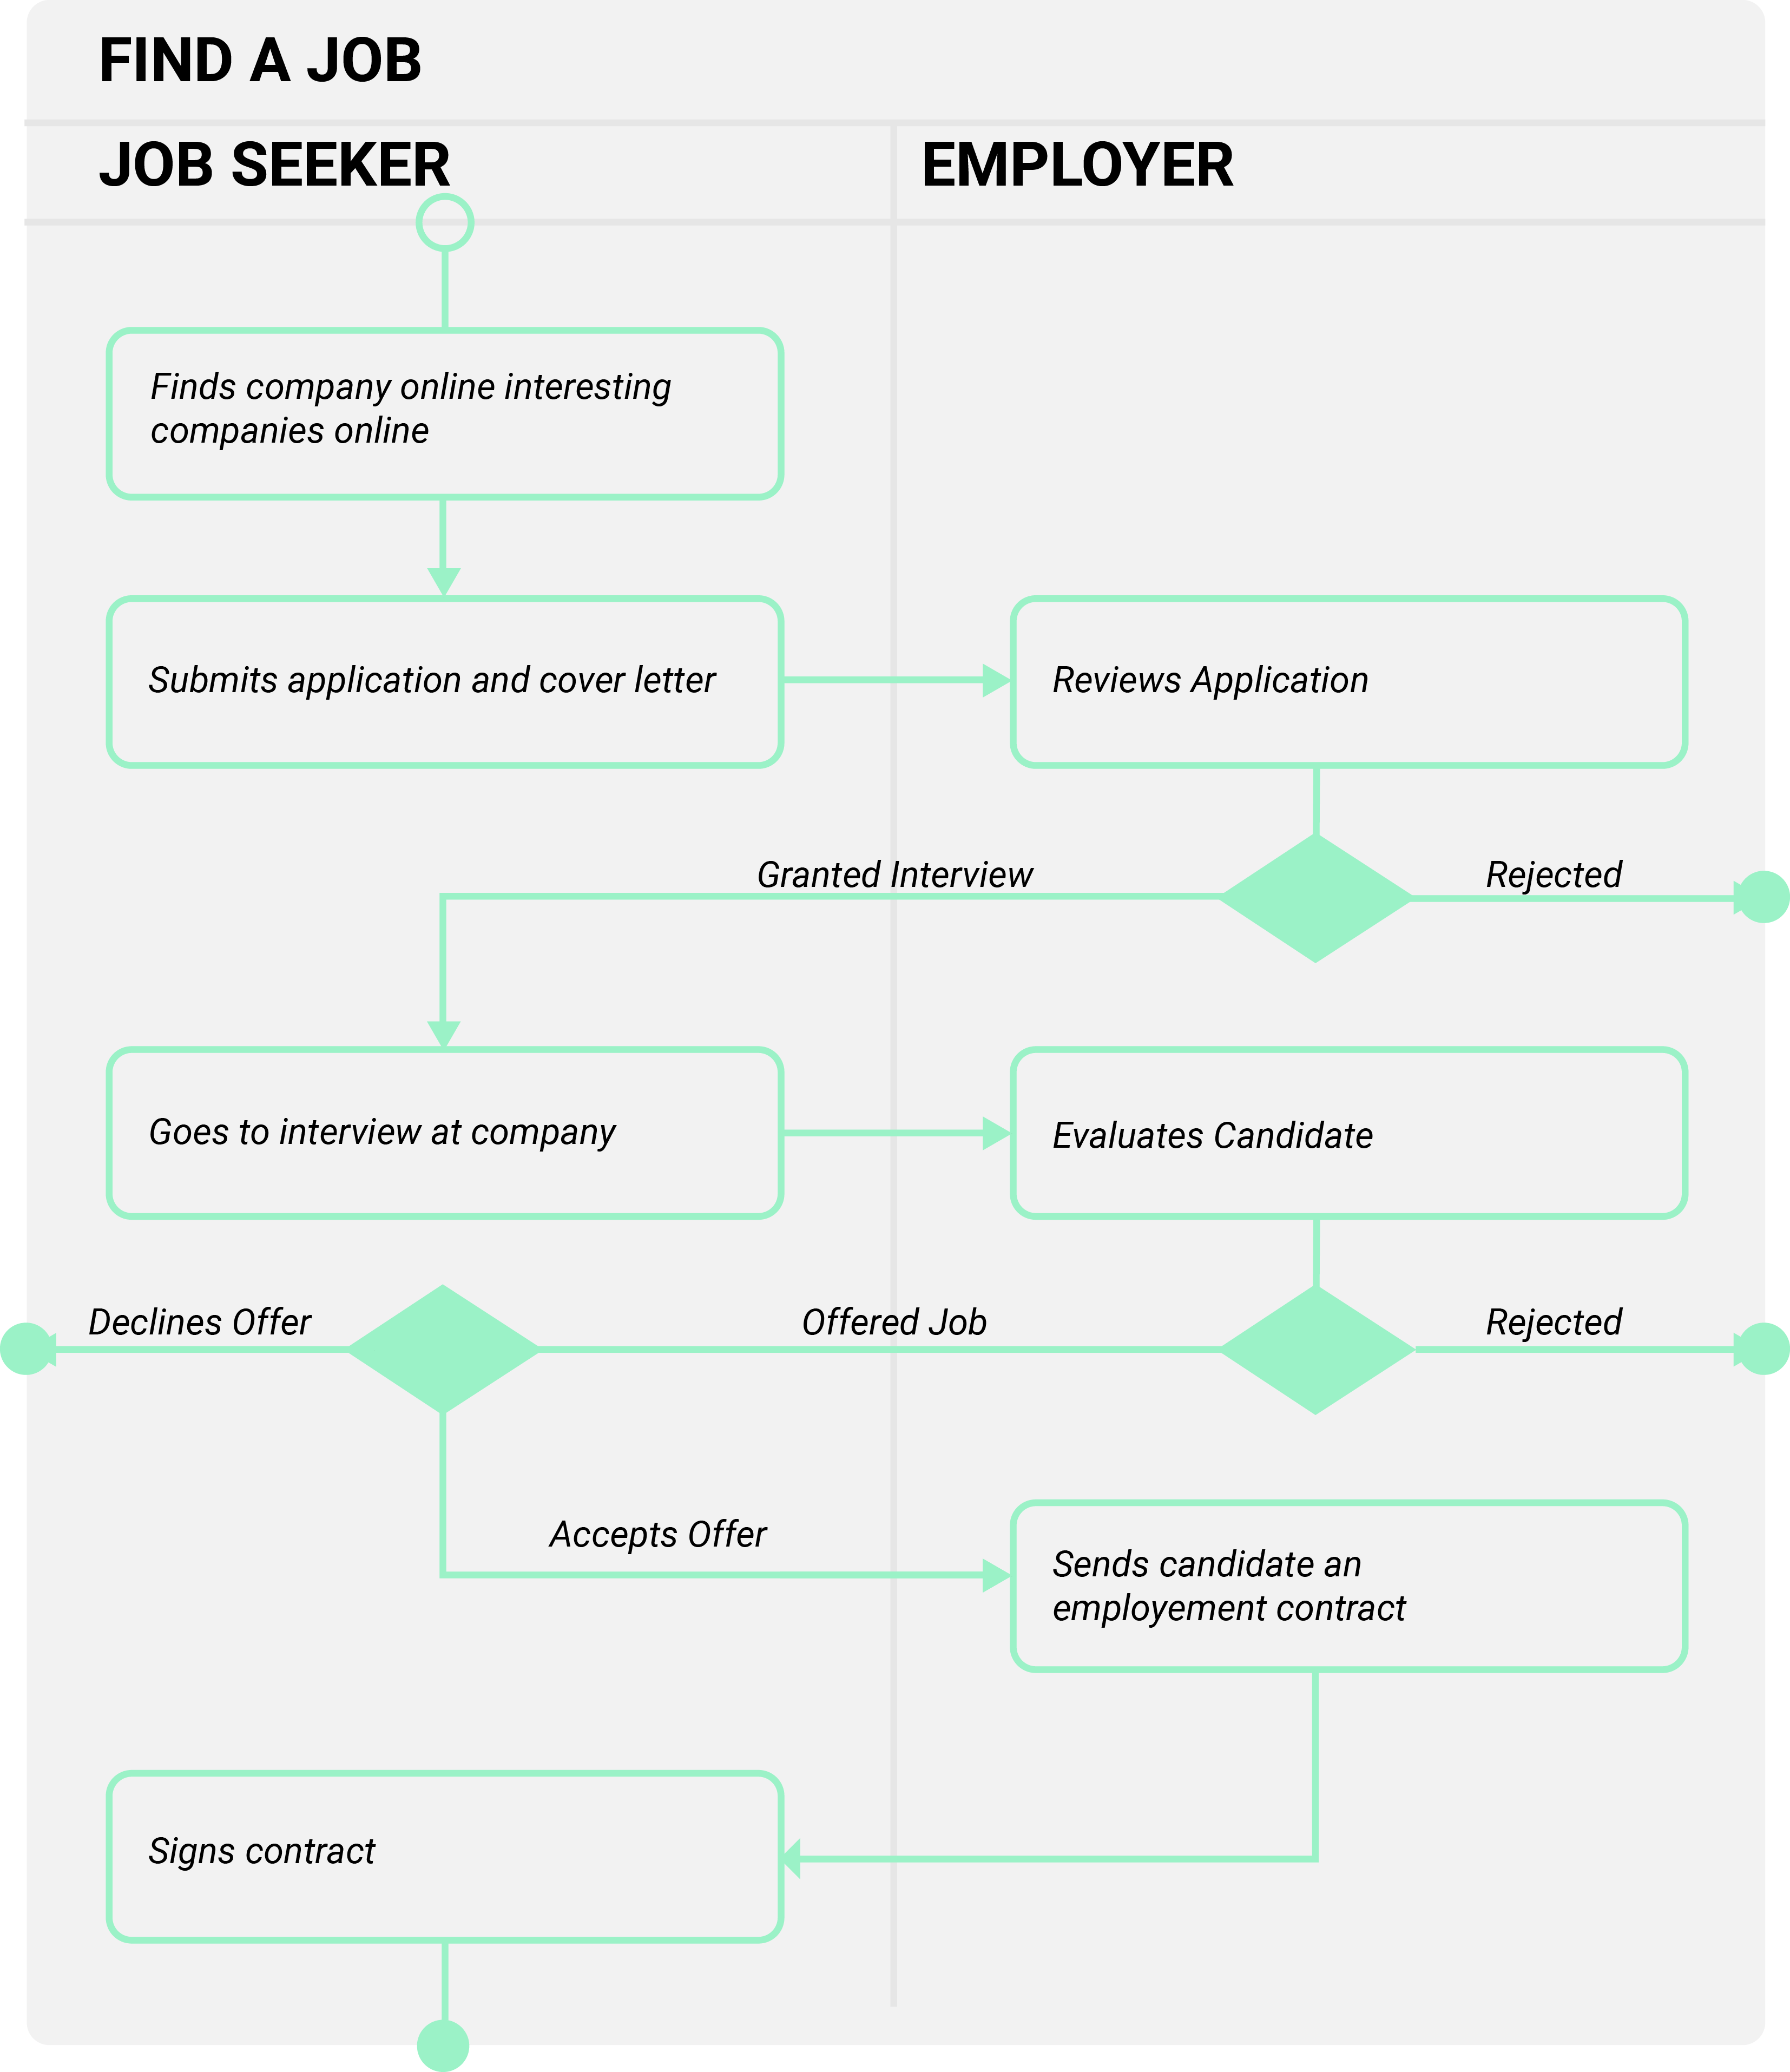 FIND A JOB
JOB SEEKER
EMPLOYER
Finds company online interesting
companies online
Submits application and cover letter
Reviews Application
Granted Interview
Rejected
Goes to interview at company
Evaluates Candidate
Declines Offer
Offered Job
Rejected
Accepts Offer
Sends candidate an
employement contract
Signs contract